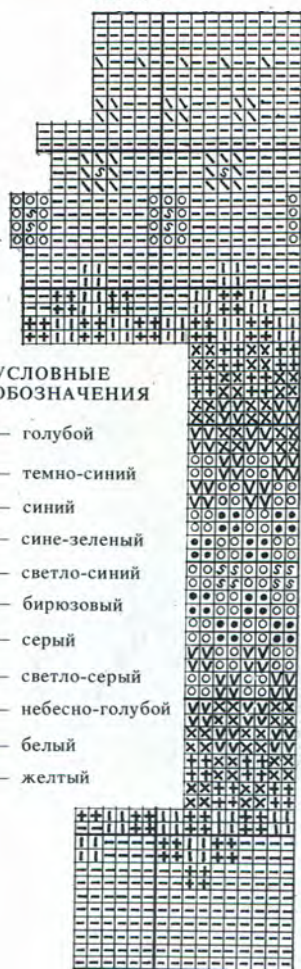 УСЛОВНЫЕ
ОБОЗНАЧЕНИЯ
– голубой
– темно-синий
– синий
– сине-зеленый
– светло-синий
– бирюзовый
– серый
– светло-серый
– небесно-голубой
– белый
– желтый